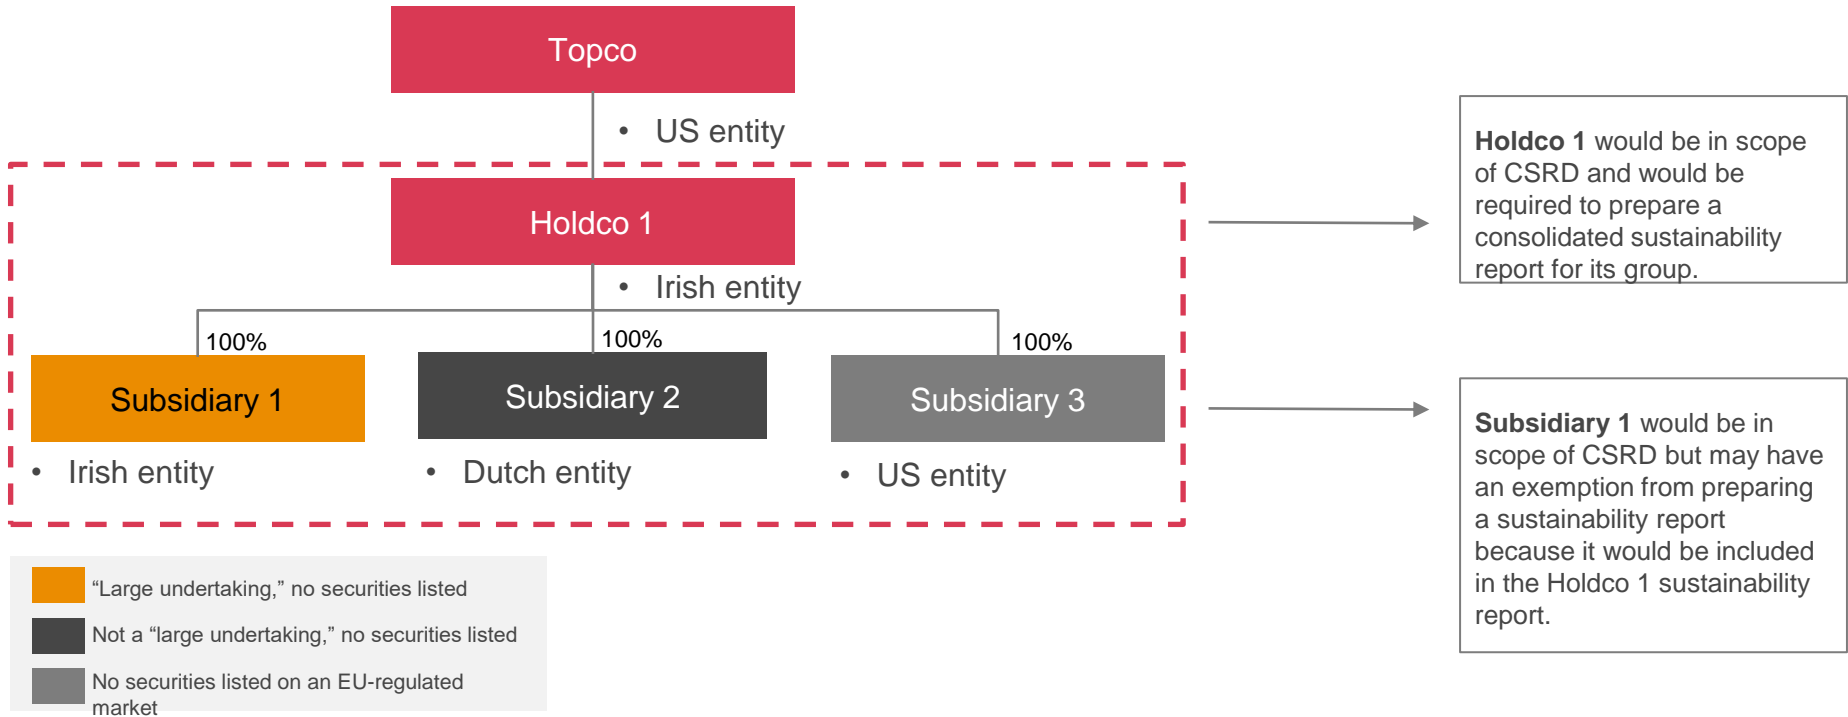 Topco
• US entity
Holdco 1
• Irish entity
100%
100%
100%
Subsidiary 1
Subsidiary 2
Subsidiary 3
• Irish entity
• Dutch entity
• US entity
Holdco 1 would be in scope
of CSRD and would be
required to prepare a
consolidated sustainability
report for its group.
Subsidiary 1 would be in
scope of CSRD but may have
an exemption from preparing
a sustainability report
because it would be included
in the Holdco 1 sustainability
report.
“Large undertaking,” no securities listed
Not a “large undertaking,” no securities listed
No securities listed on an EU-regulated
market